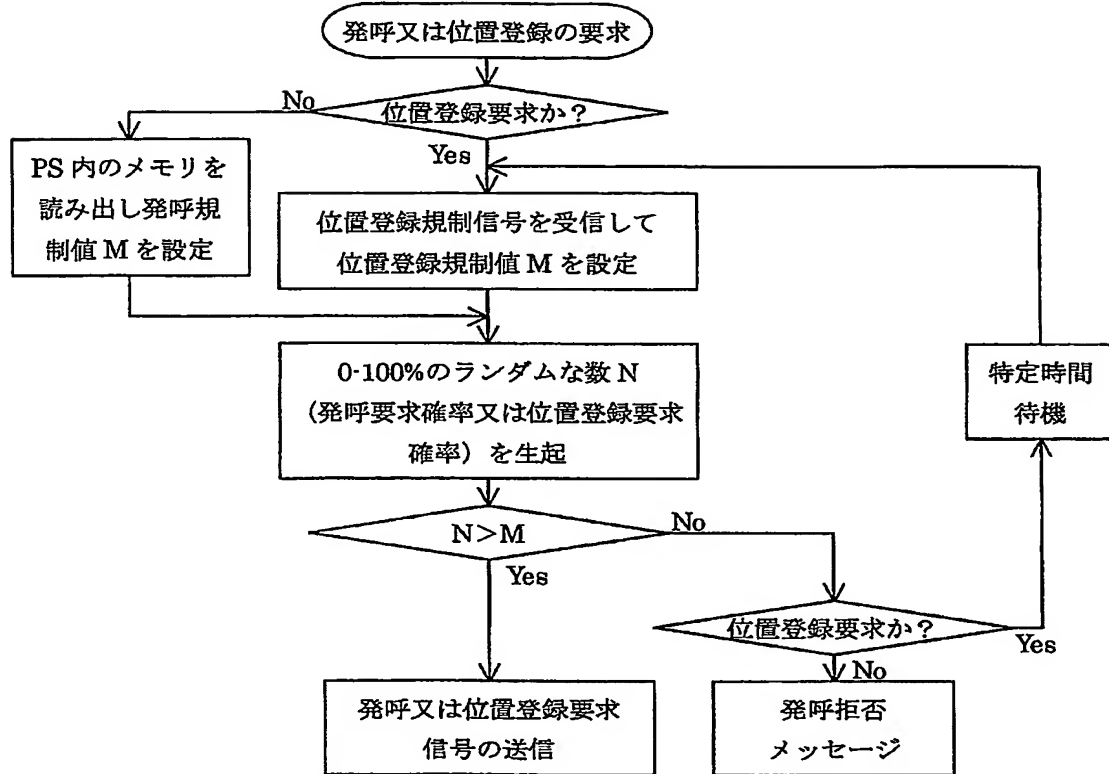 発呼又は位置登録の要求
No
位置登録要求か？
Yes
PS 内のメモリを
読み出し発呼規
制値 M を設定
位置登録規制信号を受信して
位置登録規制値 M を設定
0-100%のランダムな数 N
（発呼要求確率又は位置登録要求
確率）を生起
特定時間
待機
N＞M
No
Yes
位置登録要求か？
Yes
No
発呼又は位置登録要求
信号の送信
発呼拒否
メッセージ